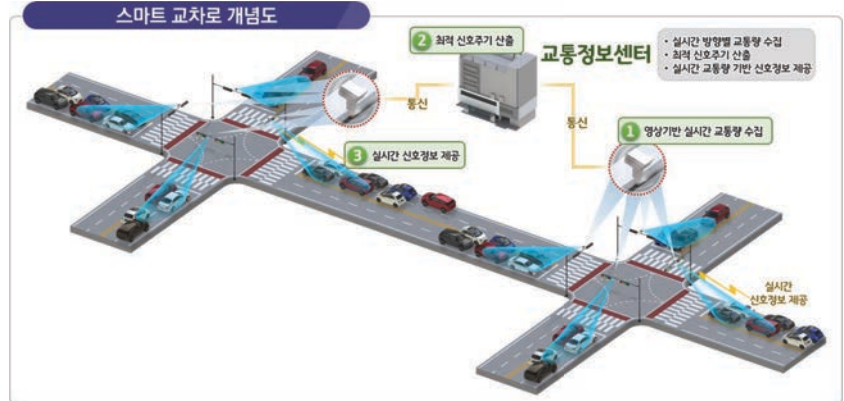 스마트 교차로 개념도
2 최적 신호주기 산출
교통정보센터
• 실시간 방향별 교통량 수집
• 최적 신호주기 산출
• 실시간 교통량 기반 신호정보 제공
통신
통신
1 영상기반 실시간 교통량 수집
3 실시간 신호정보 제공
실시간
신호정보 제공